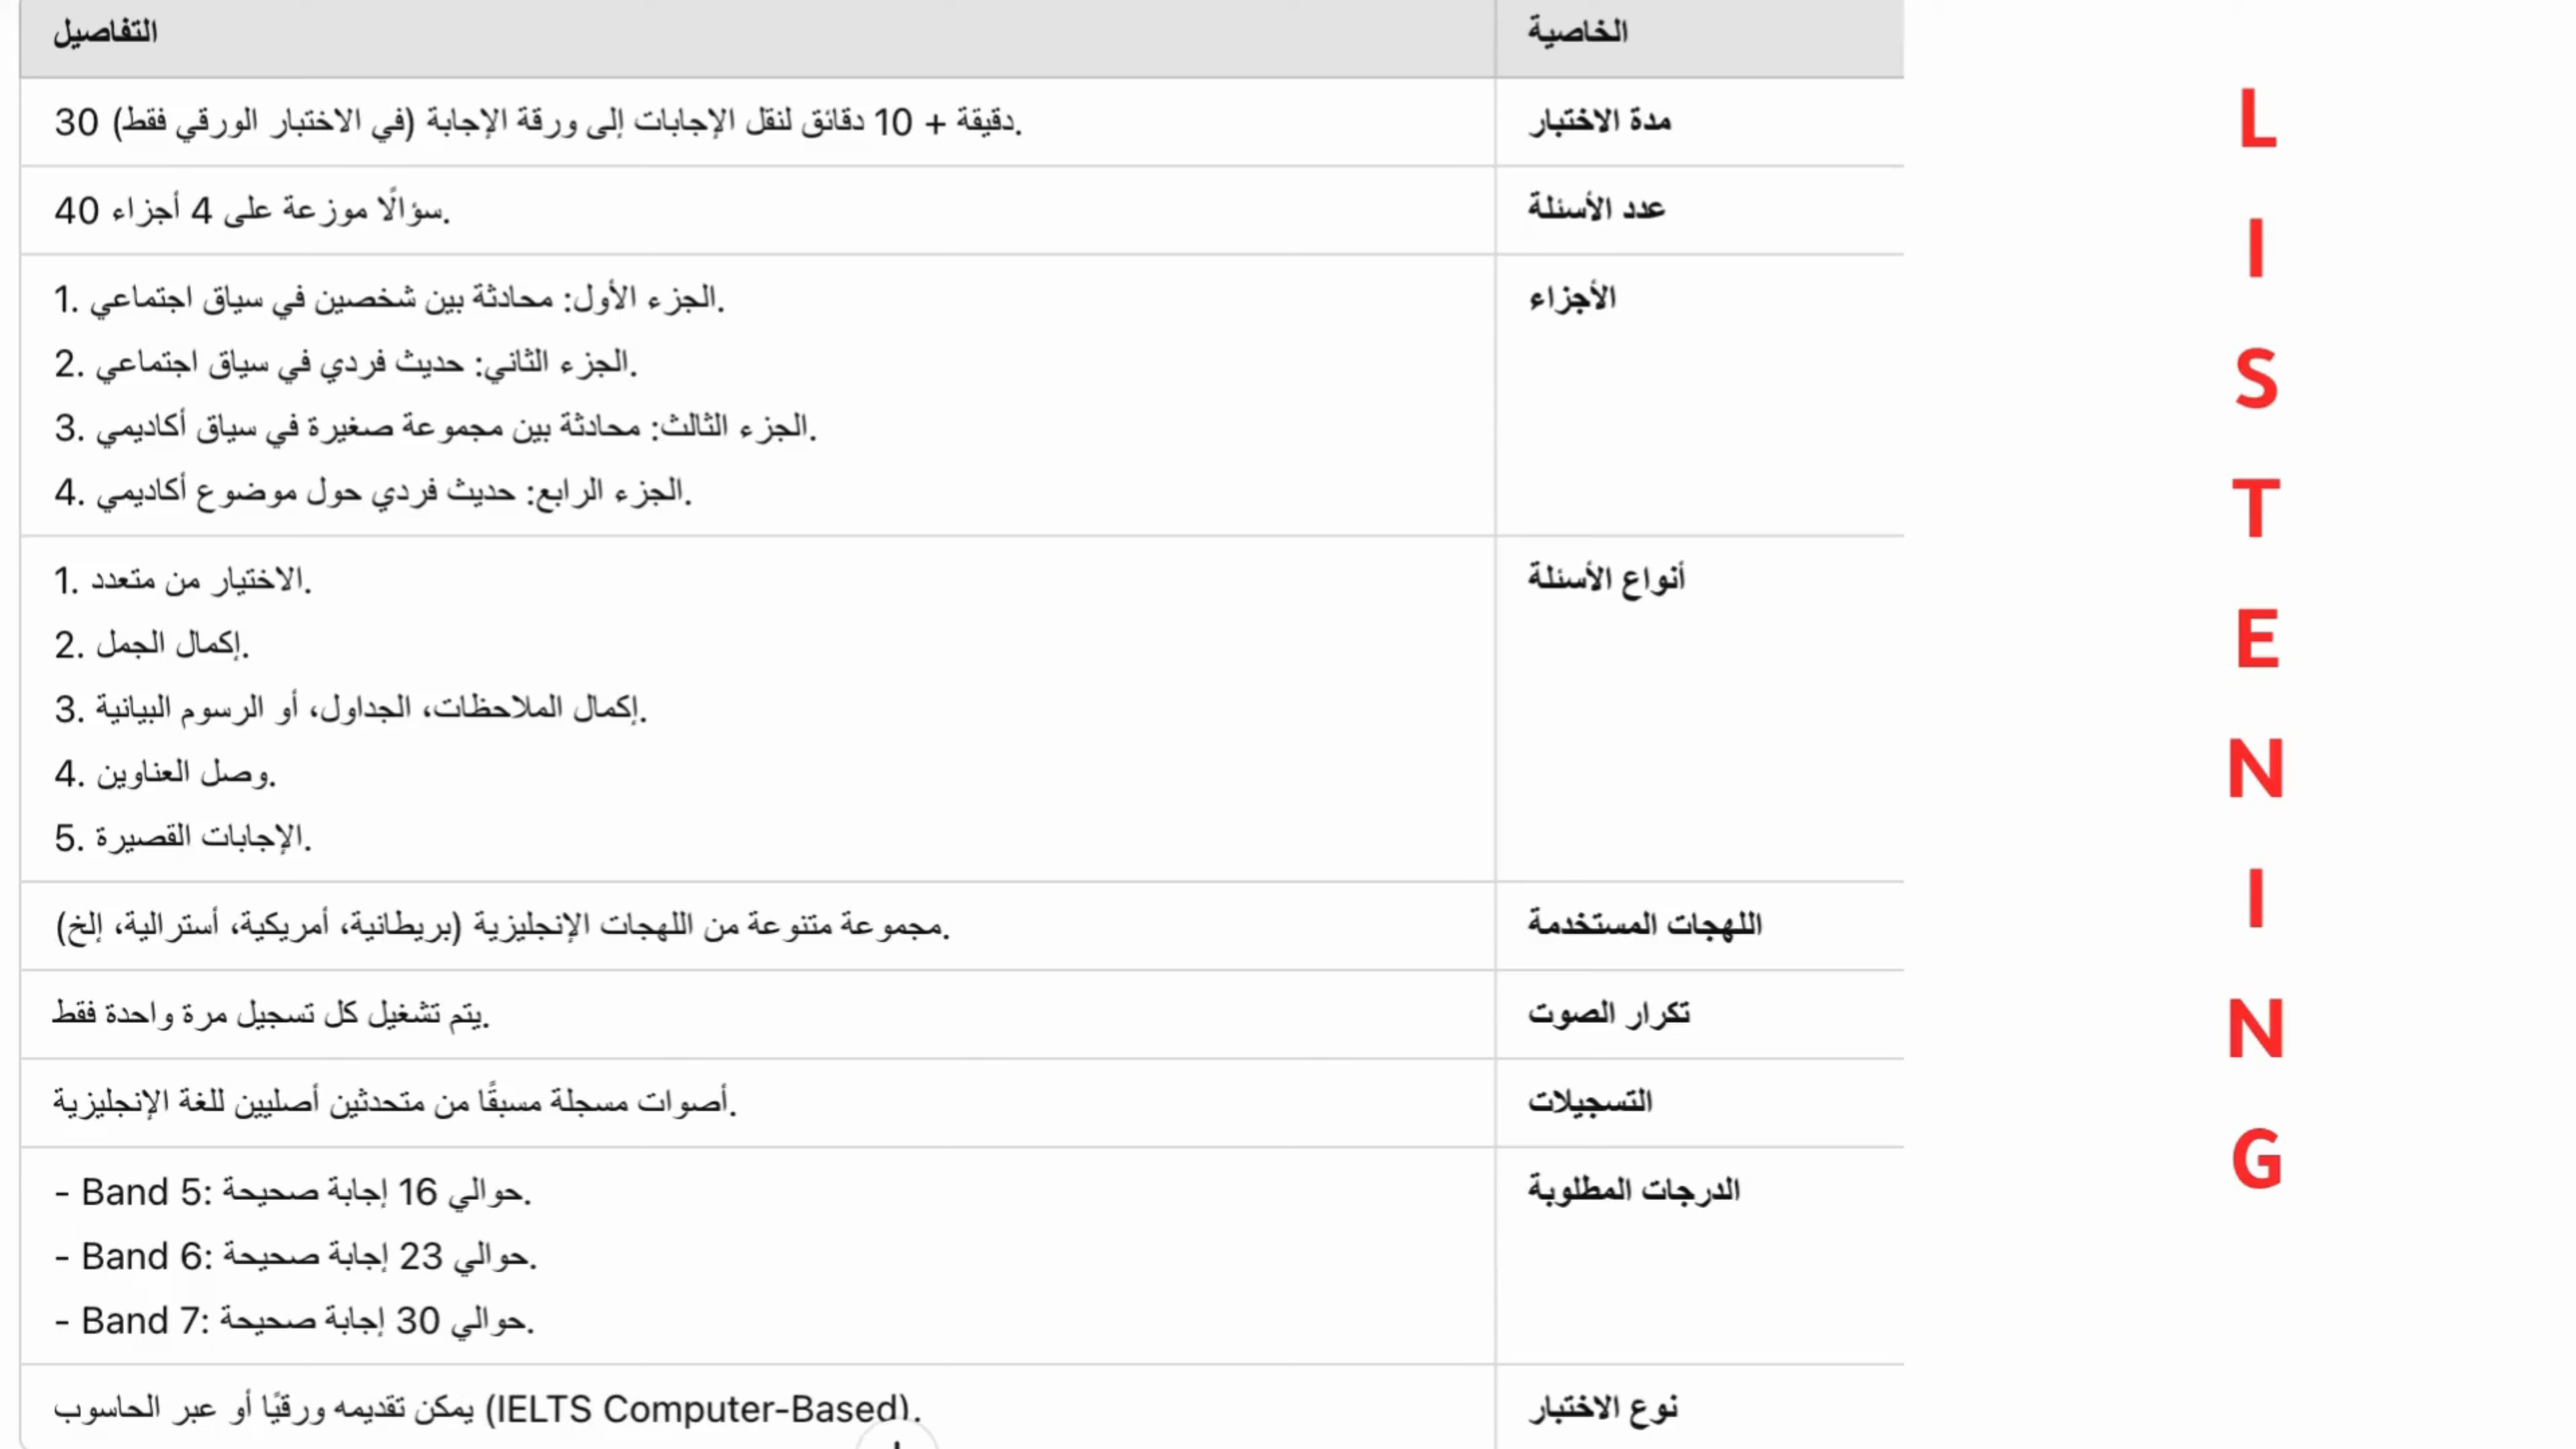 الخاصية
التفاصيل
مدة الاختبار
30 دقيقة + 10 دقائق لنقل الإجابات إلى ورقة الإجابة (في الاختبار الورقي فقط).
عدد الأسئلة
40 سؤالًا موزعة على 4 أجزاء.
الأجزاء
1. الجزء الأول: محادثة بين شخصين في سياق اجتماعي.
2. الجزء الثاني: حديث فردي في سياق اجتماعي.
3. الجزء الثالث: محادثة بين مجموعة صغيرة في سياق أكاديمي.
4. الجزء الرابع: حديث فردي حول موضوع أكاديمي.
أنواع الأسئلة
1. الاختيار من متعدد.
2. إكمال الجمل.
3. إكمال الملاحظات، الجداول، أو الرسوم البيانية.
4. وصل العناوين.
5. الإجابات القصيرة.
اللهجات المستخدمة
مجموعة متنوعة من اللهجات الإنجليزية (بريطانية، أمريكية، أسترالية، إلخ).
تكرار الصوت
يتم تشغيل كل تسجيل مرة واحدة فقط.
التسجيلات
أصوات مسجلة مسبقًا من متحدثين أصليين للغة الإنجليزية.
الدرجات المطلوبة
- Band 5: حوالي 16 إجابة صحيحة.
- Band 6: حوالي 23 إجابة صحيحة.
- Band 7: حوالي 30 إجابة صحيحة.
نوع الاختبار
يمكن تقديمه ورقيًا أو عبر الحاسوب (IELTS Computer-Based).
L
I
S
T
E
N
I
N
G